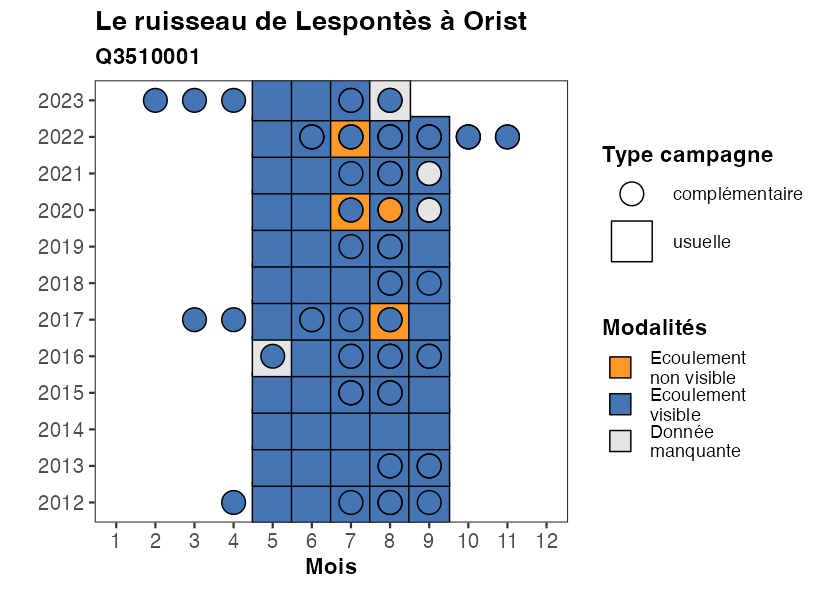 Le ruisseau de Lespontès à Orist
Q3510001
2023
2022
2021
2020
2019
2018
2017
2016
2015
2014
2013
2012
1 2 3 4 5 6 7 8 9 10 11 12
Mois
Type campagne
complémentaire
usuelle
Modalités
Ecoulement
non visible
Ecoulement
visible
Donnée
manquante